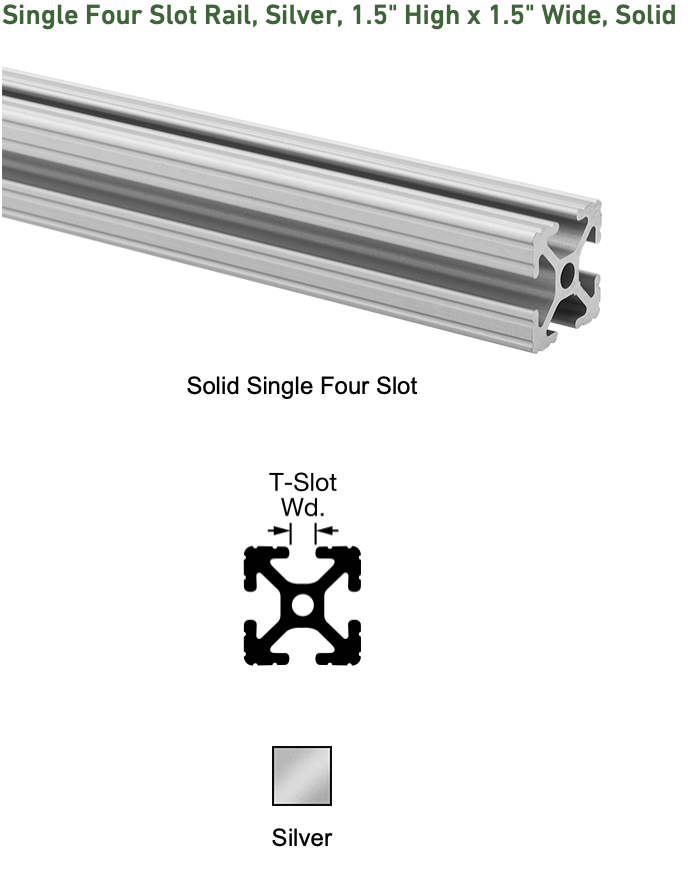 Single Four Slot Rail, Silver, 1.5" High x 1.5" Wide, Solid
Solid Single Four Slot
T-Slot
Wd.
Silver